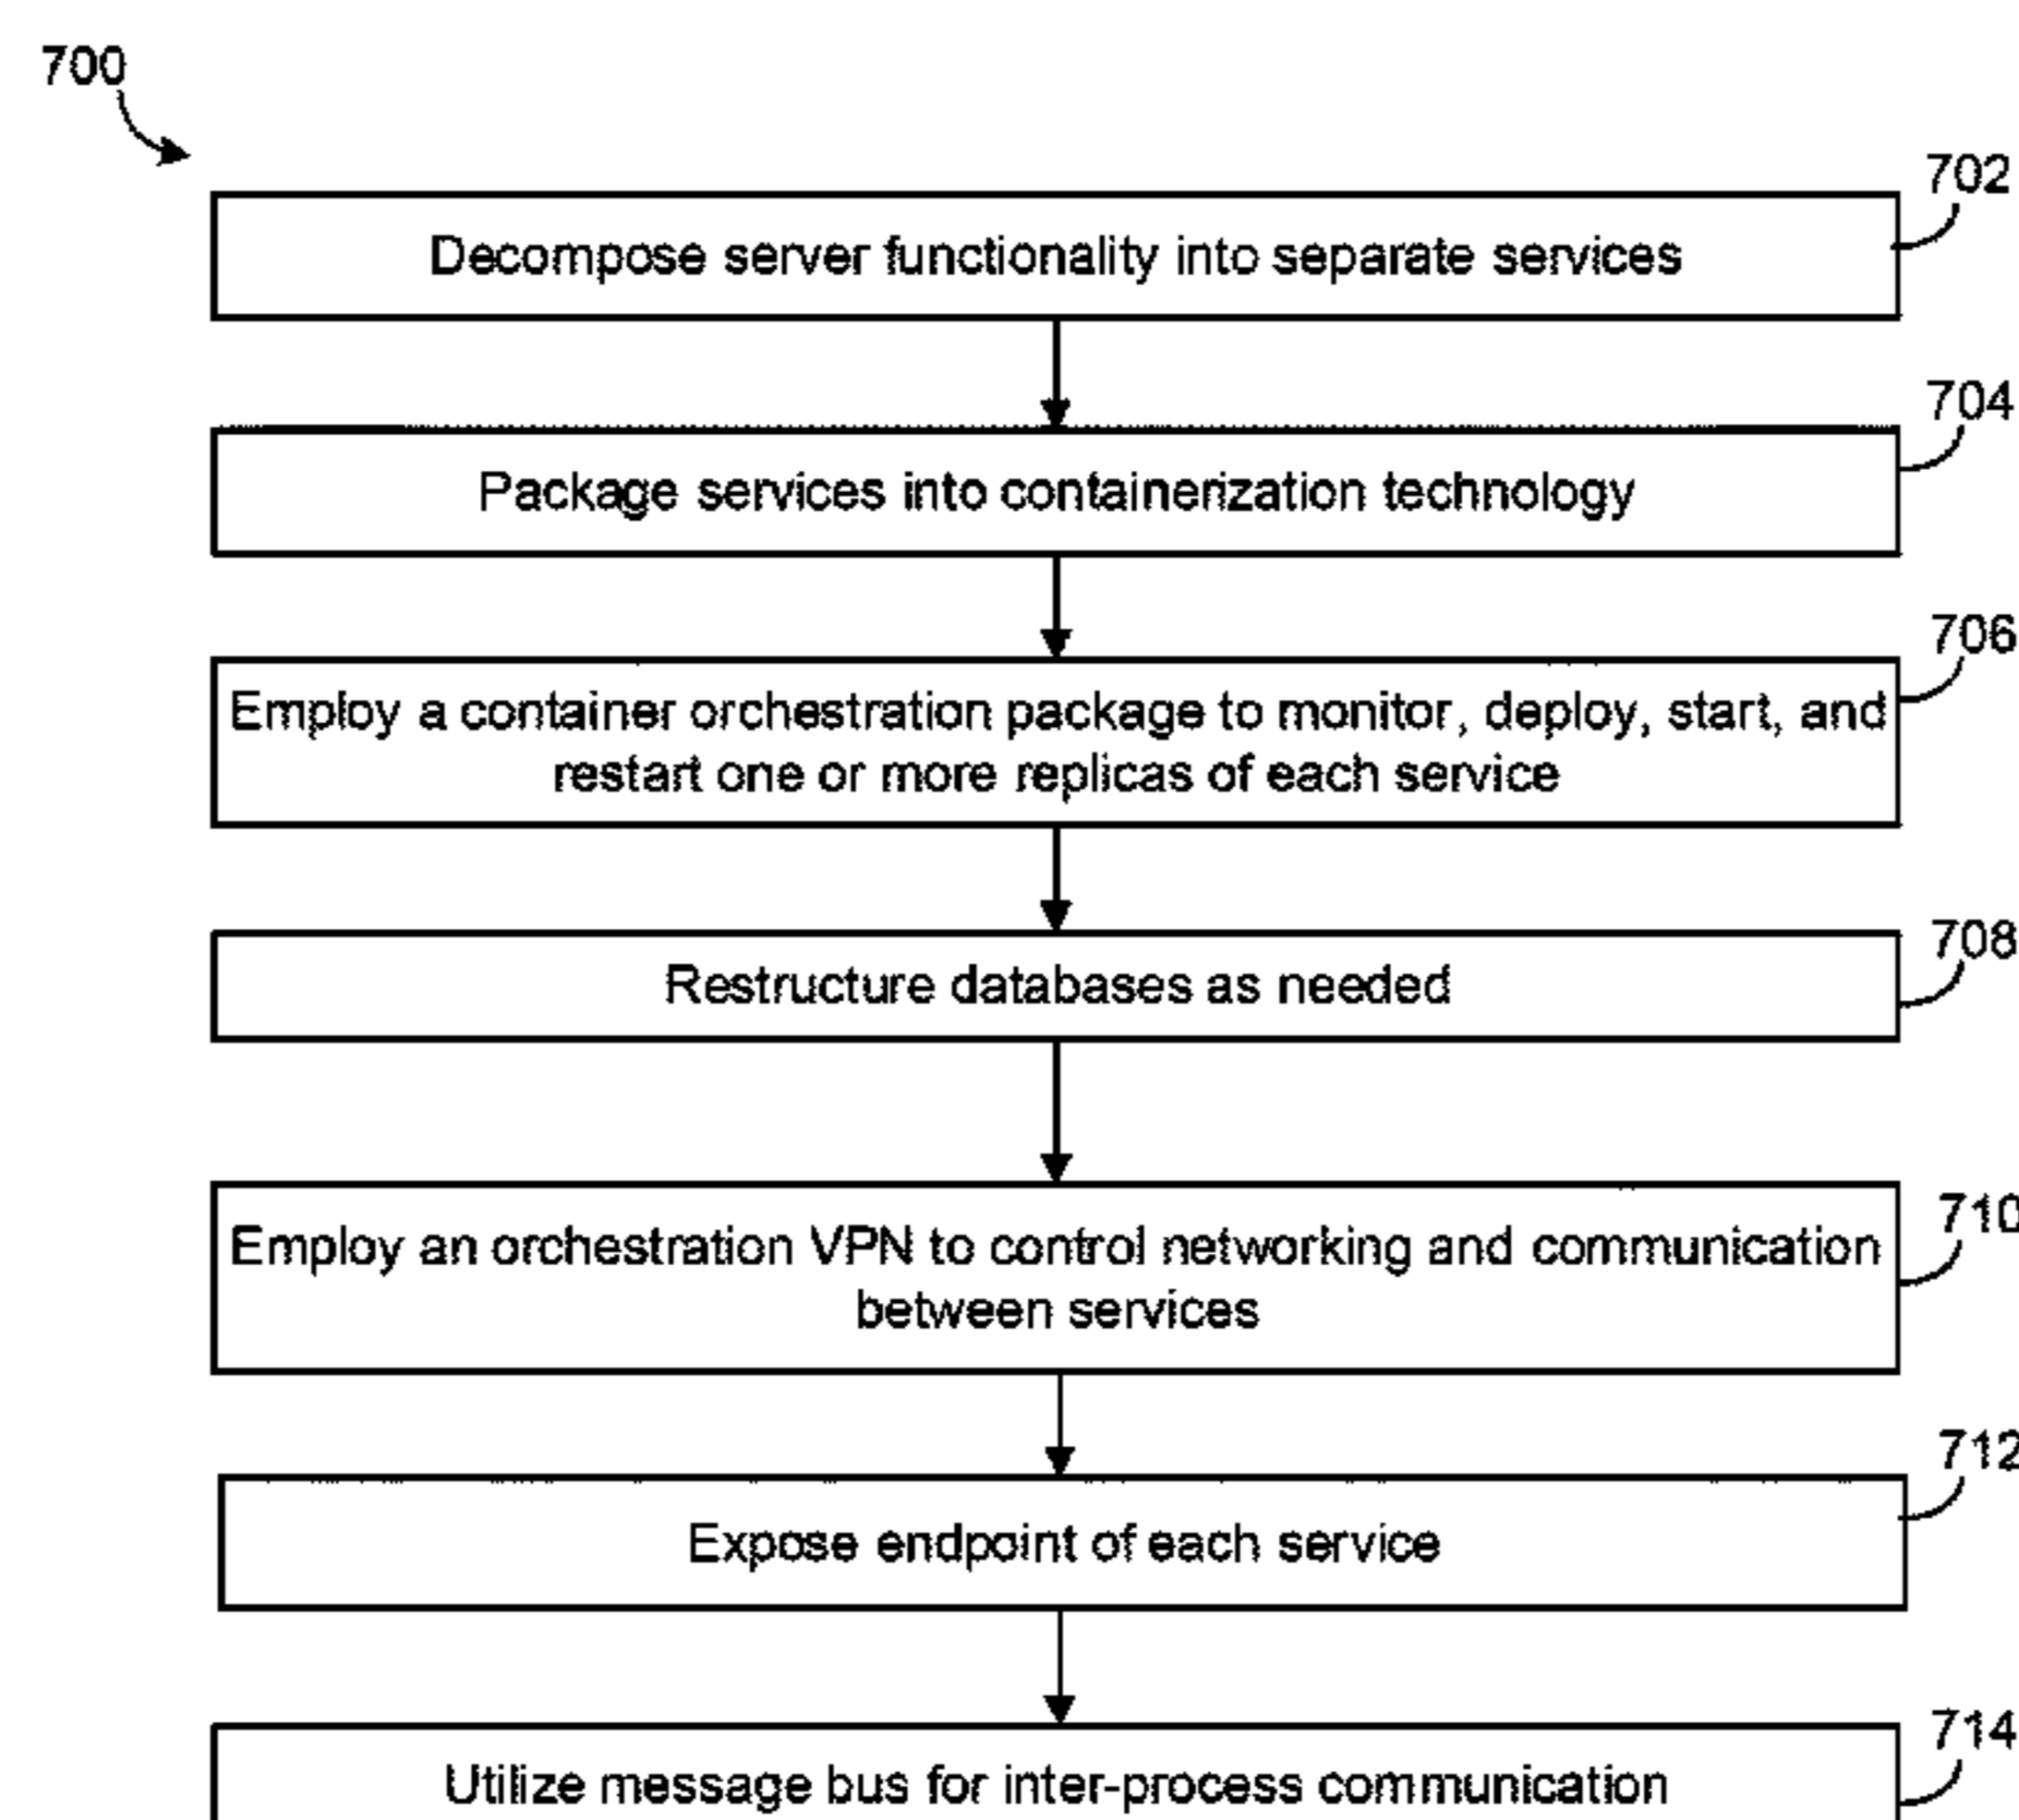 700
702
Decompose server functionality into separate services
704
Package services into containerization technology
706
Employ a container orchestration package to monitor, deploy, start, and
restart one or more replicas of each service
708
Restructure databases as needed
710
Employ an orchestration VPN to control networking and communication
between services
712
Expose endpoint of each service
714
Utilize message bus for inter-process communication